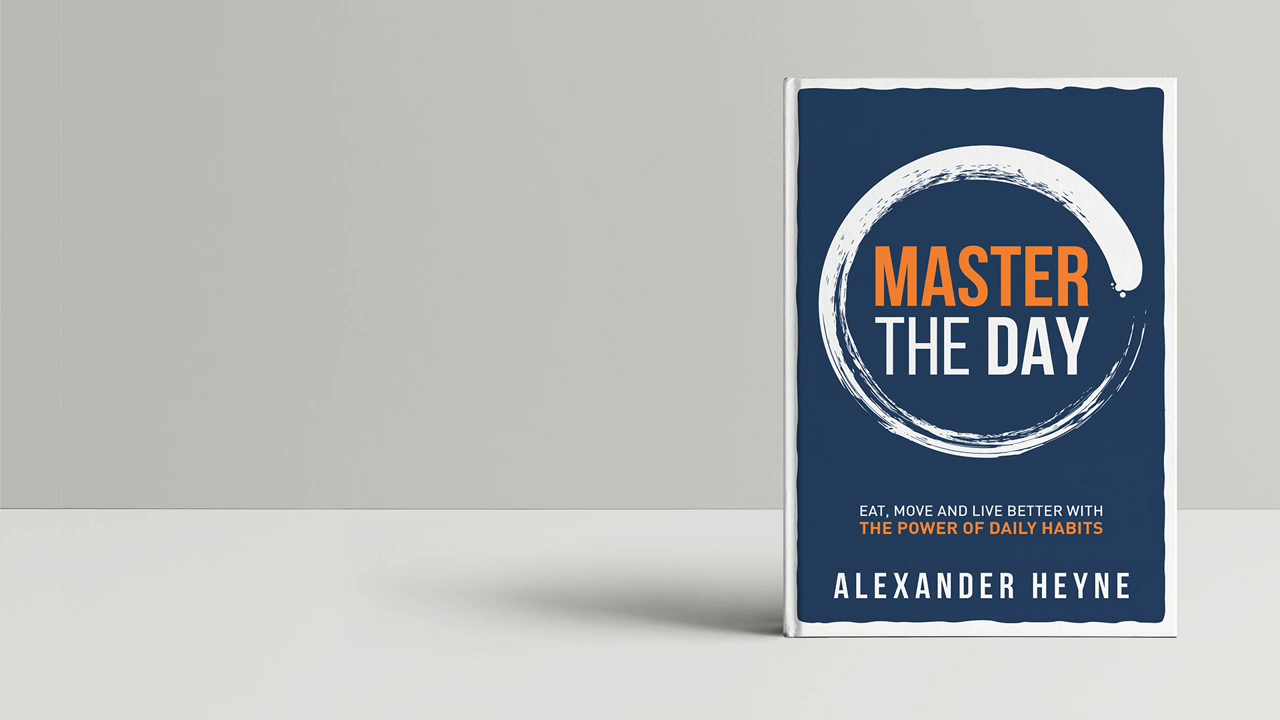 MASTER
THE DAY
EAT, MOVE AND LIVE BETTER WITH
THE POWER OF DAILY HABITS
ALEXANDER HEYNE